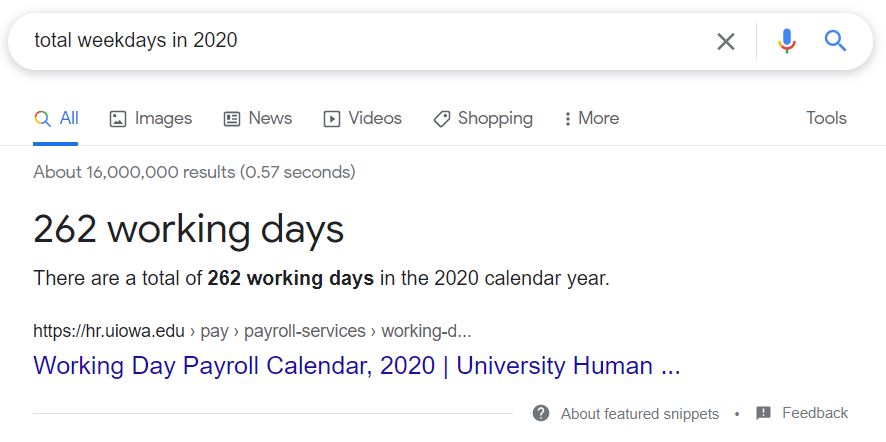 total weekdays in 2020
All Images News Videos Shopping More Tools
About 16,000,000 results (0.57 seconds)
262 working days
There are a total of 262 working days in the 2020 calendar year.
https://hr.uiowa.edu › pay › payroll-services › working-d...
Working Day Payroll Calendar, 2020 | University Human ...
About featured snippets • Feedback